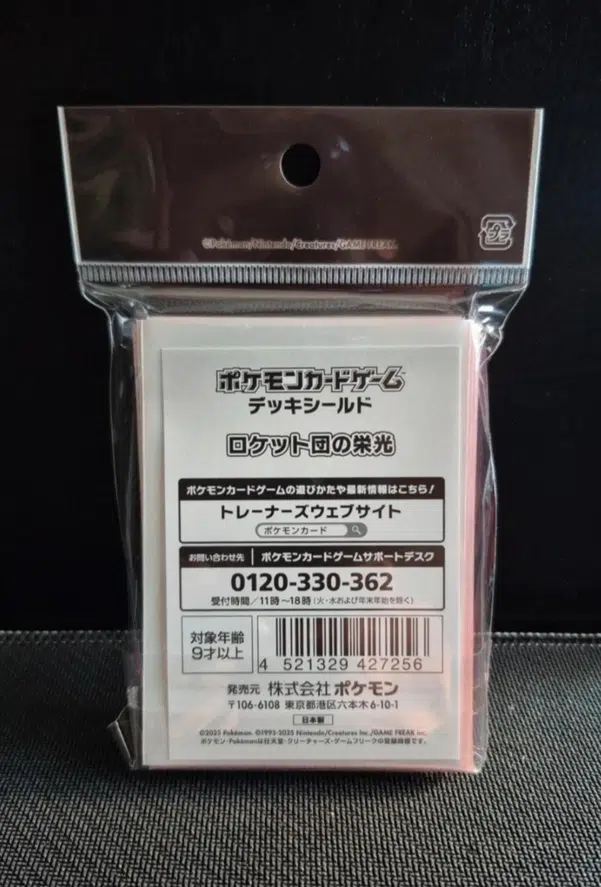 ©Pokémon/Nintendo/Creatures/GAME FREAK
プラ
ポケモンカードゲーム
デッキシールド
ロケット団の栄光
ポケモンカードゲームの遊びかたや最新情報はこちら!
トレーナーズウェブサイト
ポケモンカード
お問い合わせ先 ポケモンカードゲームサポートデスク
0120-330-362
受付時間/11時〜18時(火・水および年末年始を除く)
対象年齢
9才以上
4 521329 427256
発売元 株式会社ポケモン
〒106-6108 東京都港区六本木6-10-1
日本製
©2025 Pokémon. ©1995-2025 Nintendo/Creatures Inc./GAME FREAK inc.
ポケモン・Pokémonは任天堂・クリーチャーズ・ゲームフリークの登録商標です。